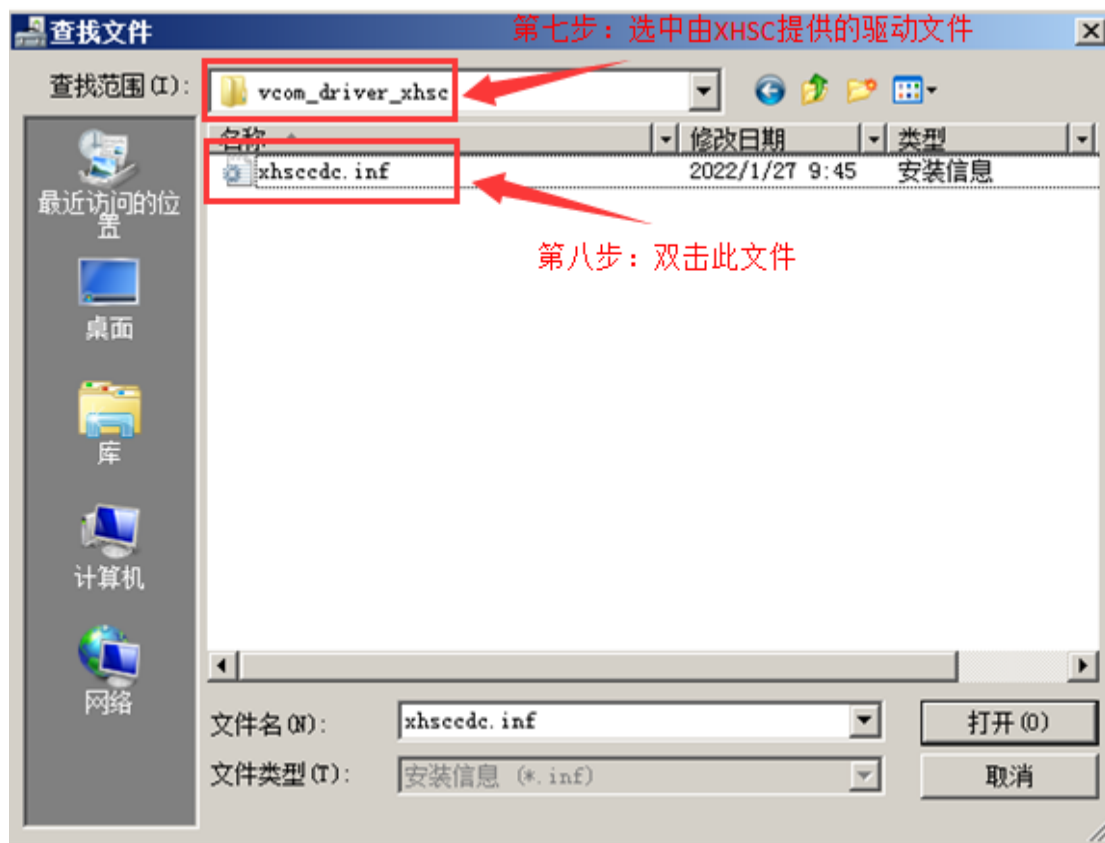 查找文件
第七步：选中由XHSC提供的驱动文件
查找范围(I)：
vcom_driver_xhsc
名称
修改日期
类型
xhsccdc.inf
2022/1/27 9:45
安装信息
最近访问的位置
第八步：双击此文件
桌面
库
计算机
网络
文件名(N)：
xhsccdc.inf
打开(O)
文件类型(T)：
安装信息 (*.inf)
取消